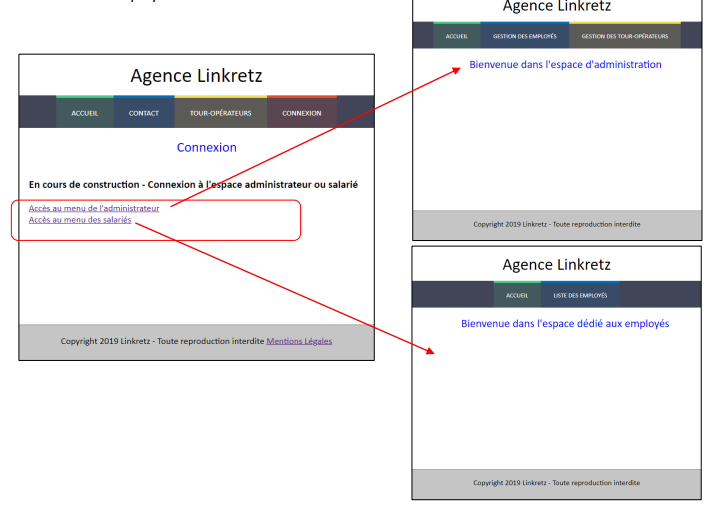 Agence Linkretz
ACCUEIL CONTACT TOUR-OPÉRATEURS CONNEXION
Connexion
En cours de construction - Connexion à l'espace administrateur ou salarié
Accès au menu de l'administrateur
Accès au menu des salariés
Copyright 2019 Linkretz - Toute reproduction interdite Mentions Légales
Agence Linkretz
ACCUEIL GESTION DES EMPLOYÉS GESTION DES TOUR-OPÉRATEURS
Bienvenue dans l'espace d'administration
Copyright 2019 Linkretz - Toute reproduction interdite
Agence Linkretz
ACCUEIL LISTE DES EMPLOYÉS
Bienvenue dans l'espace dédié aux employés
Copyright 2019 Linkretz - Toute reproduction interdite